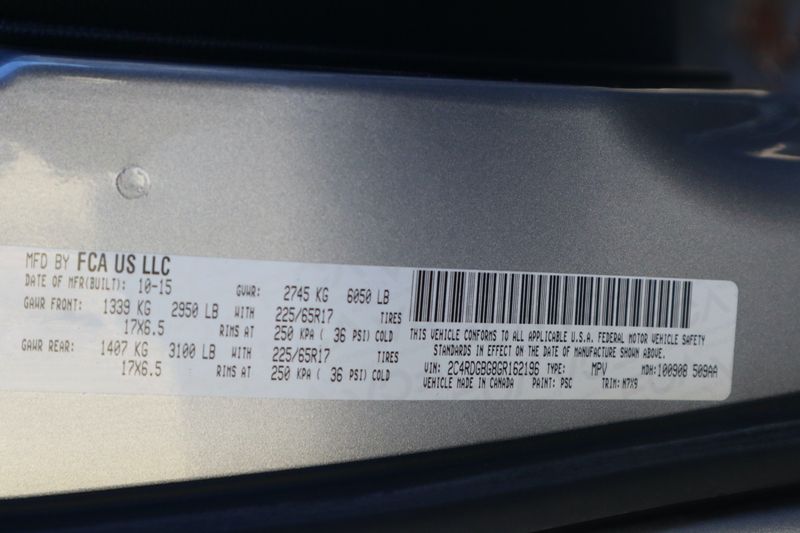 MFD BY FCA US LLC
DATE OF MFR(BUILT): 10-15 GVWR: 2745 KG 6050 LB
GAWR FRONT: 1339 KG 2950 LB WITH 225/65R17 TIRES
17X6.5 RIMS AT 250 KPA ( 36 PSI) COLD
GAWR REAR: 1407 KG 3100 LB WITH 225/65R17 TIRES
17X6.5 RIMS AT 250 KPA ( 36 PSI) COLD
THIS VEHICLE CONFORMS TO ALL APPLICABLE U.S.A. FEDERAL MOTOR VEHICLE SAFETY
STANDARDS IN EFFECT ON THE DATE OF MANUFACTURE SHOWN ABOVE.
VIN: 2C4RDGBG8GR162196 TYPE: MPV MDH: 100908 509AA
VEHICLE MADE IN CANADA PAINT: PSC TRIM: M7X9